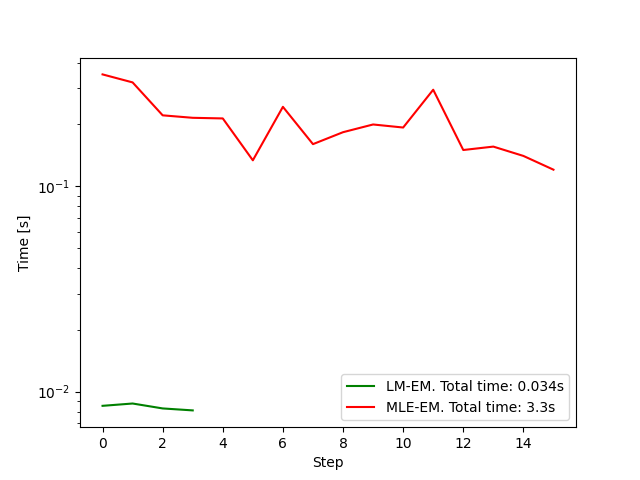 10⁻¹
10⁻²
Time [s]
0 2 4 6 8 10 12 14
Step
LM-EM. Total time: 0.034s
MLE-EM. Total time: 3.3s